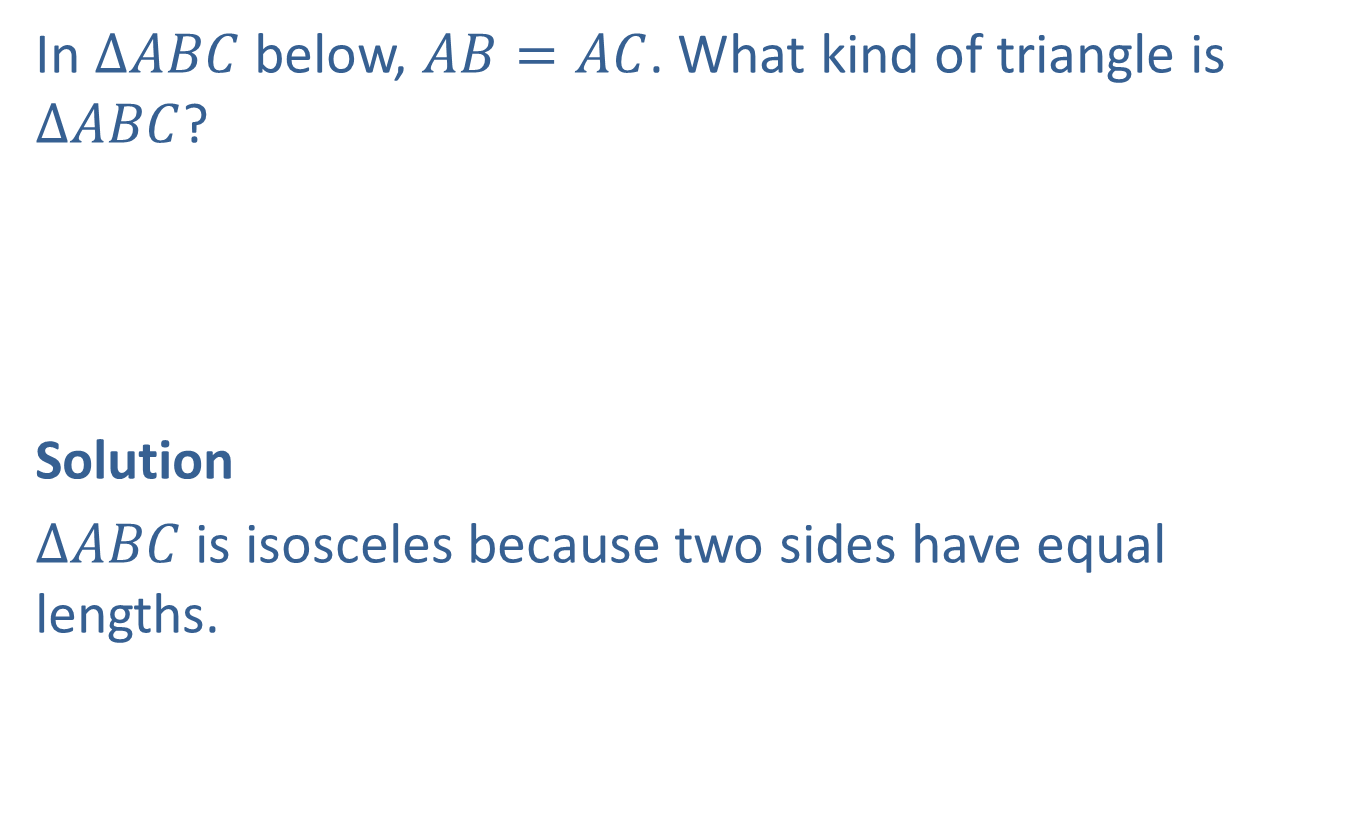 In ΔABC below, AB = AC. What kind of triangle is
ΔABC?
Solution
ΔABC is isosceles because two sides have equal
lengths.